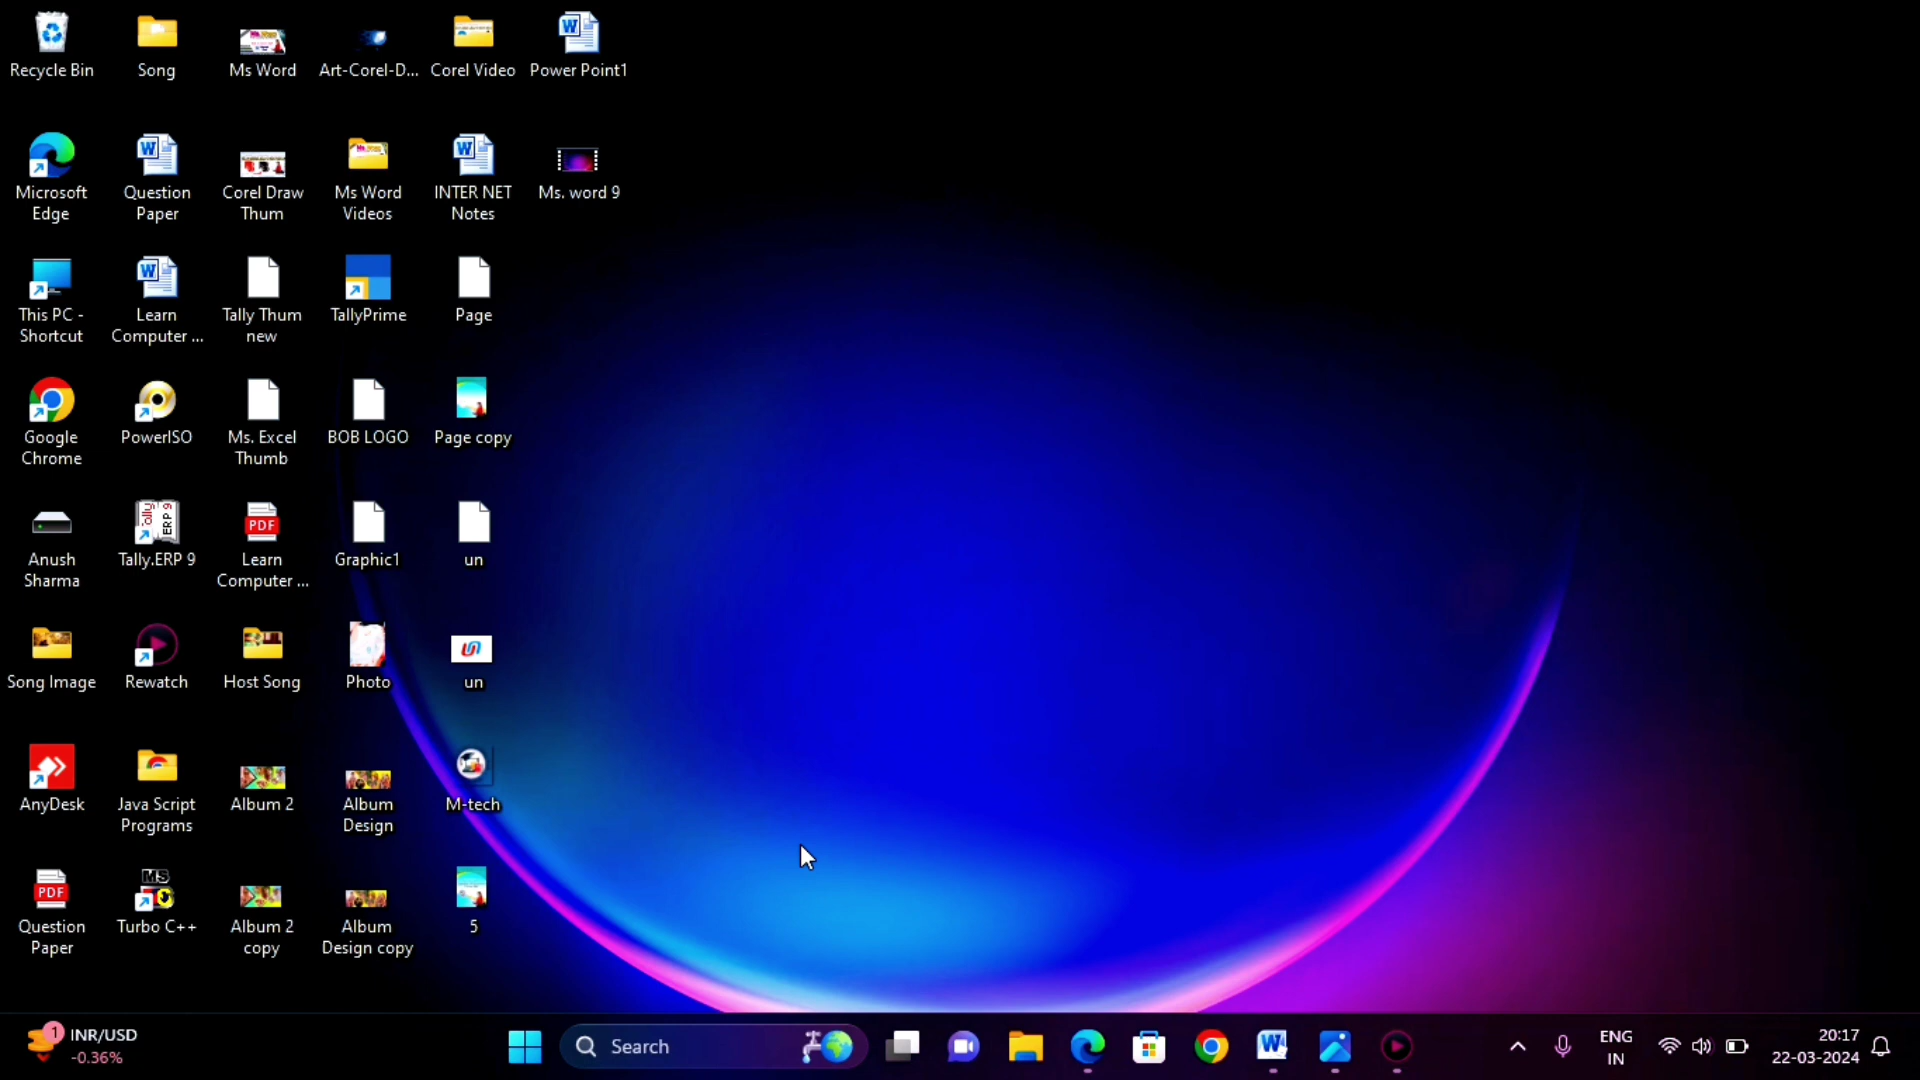 Recycle Bin
Song
Ms Word
Art-Corel-D...
Corel Video
Power Point1
Microsoft
Edge
Question
Paper
Corel Draw
Thum
Ms Word
Videos
INTER NET
Notes
Ms. word 9
This PC -
Shortcut
Learn
Computer ...
Tally Thum
new
TallyPrime
Page
Google
Chrome
PowerISO
Ms. Excel
Thumb
BOB LOGO
Page copy
Anush
Sharma
Tally.ERP 9
PDF
Learn
Computer ...
Graphic1
un
Song Image
Rewatch
Host Song
Photo
un
AnyDesk
Java Script
Programs
Album 2
Album
Design
M-tech
PDF
Question
Paper
MS
Turbo C++
Album 2
copy
Album
Design copy
5
1
INR/USD
-0.36%
Search
ENG
IN
20:17
22-03-2024